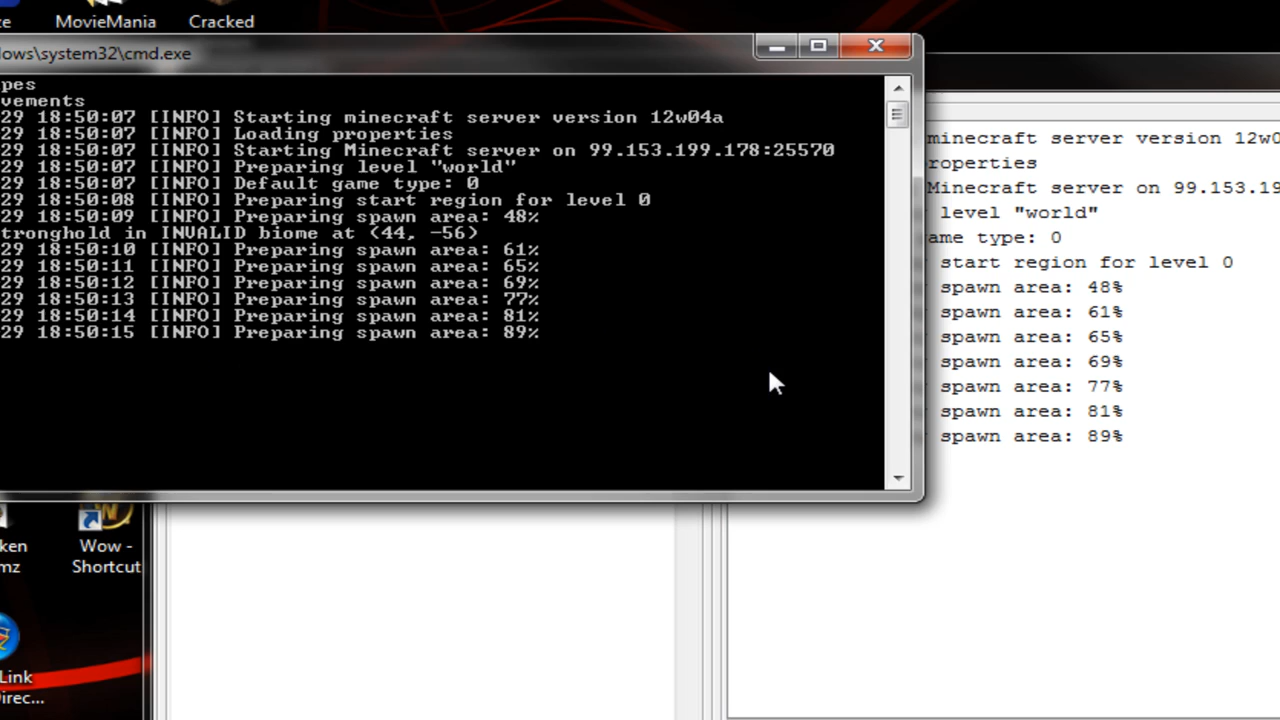 ze
MovieMania
Cracked
lows\system32\cmd.exe
pes
vements
29 18:50:07 [INFO] Starting minecraft server version 12w04a
29 18:50:07 [INFO] Loading properties
29 18:50:07 [INFO] Starting Minecraft server on 99.153.199.178:25570
29 18:50:07 [INFO] Preparing level "world"
29 18:50:07 [INFO] Default game type: 0
29 18:50:08 [INFO] Preparing start region for level 0
29 18:50:09 [INFO] Preparing spawn area: 48%
tronghold in INVALID biome at (44, -56)
29 18:50:10 [INFO] Preparing spawn area: 61%
29 18:50:11 [INFO] Preparing spawn area: 65%
29 18:50:12 [INFO] Preparing spawn area: 69%
29 18:50:13 [INFO] Preparing spawn area: 77%
29 18:50:14 [INFO] Preparing spawn area: 81%
29 18:50:15 [INFO] Preparing spawn area: 89%
minecraft server version 12w0
roperties
Minecraft server on 99.153.19
level "world"
ame type: 0
start region for level 0
spawn area: 48%
spawn area: 61%
spawn area: 65%
spawn area: 69%
spawn area: 77%
spawn area: 81%
spawn area: 89%
ken
mz
Wow -
Shortcut
Link
Direc...